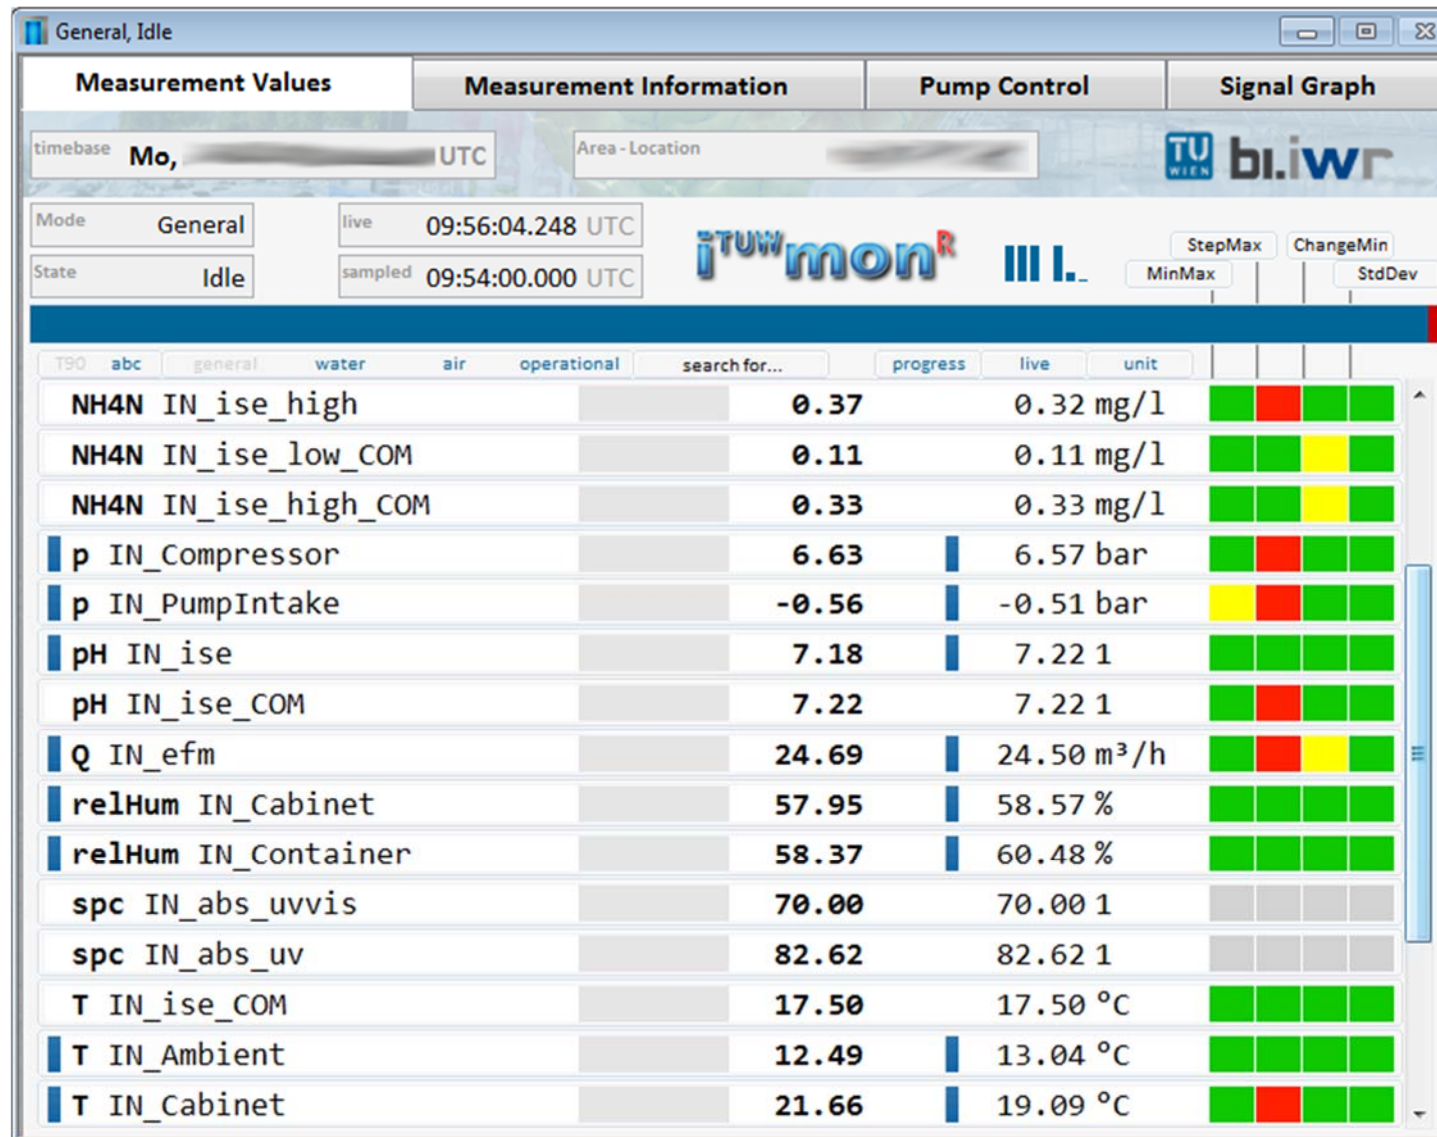 General, Idle
Measurement Values Measurement Information Pump Control Signal Graph
timebase Mo, UTC Area - Location TU WIEN bi.iwr
Mode General live 09:56:04.248 UTC iTUWmonR StepMax ChangeMin
State Idle sampled 09:54:00.000 UTC MinMax StdDev
T90 abc general water air operational search for... progress live unit
NH4N IN_ise_high 0.37 0.32 mg/l
NH4N IN_ise_low_COM 0.11 0.11 mg/l
NH4N IN_ise_high_COM 0.33 0.33 mg/l
p IN_Compressor 6.63 6.57 bar
p IN_PumpIntake -0.56 -0.51 bar
pH IN_ise 7.18 7.22 1
pH IN_ise_COM 7.22 7.22 1
Q IN_efm 24.69 24.50 m³/h
relHum IN_Cabinet 57.95 58.57 %
relHum IN_Container 58.37 60.48 %
spc IN_abs_uvvis 70.00 70.00 1
spc IN_abs_uv 82.62 82.62 1
T IN_ise_COM 17.50 17.50 °C
T IN_Ambient 12.49 13.04 °C
T IN_Cabinet 21.66 19.09 °C